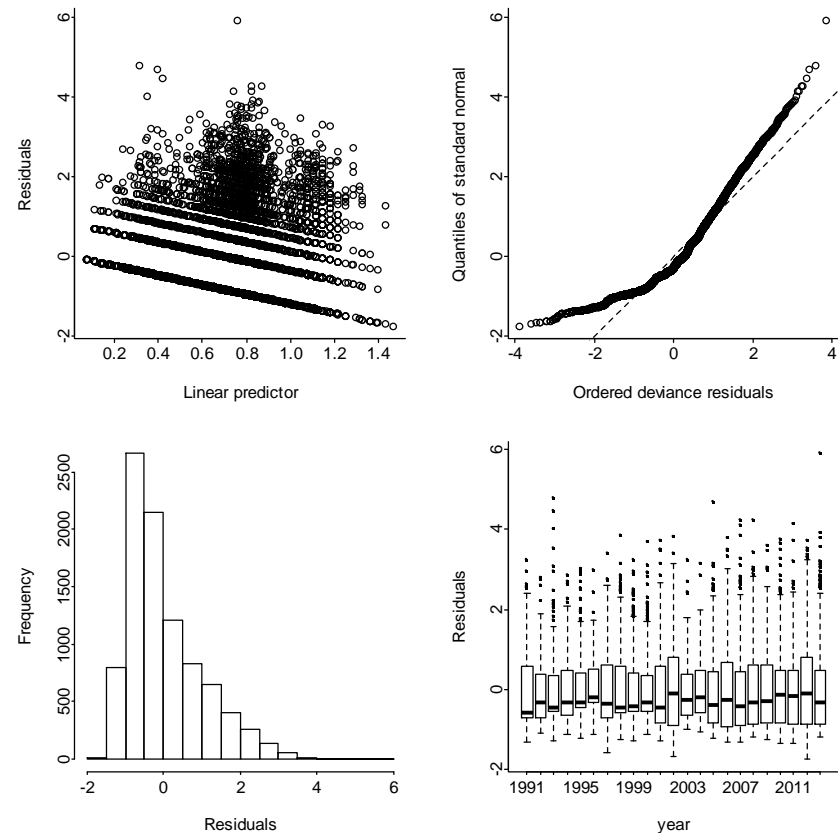 6
4
2
0
-2
Residuals
0.2 0.4 0.6 0.8 1.0 1.2 1.4
Linear predictor
6
4
2
0
-2
Quantiles of standard normal
-4 -2 0 2 4
Ordered deviance residuals
2500
2000
1500
1000
500
0
Frequency
-2 0 2 4 6
Residuals
6
4
2
0
-2
Residuals
1991 1995 1999 2003 2007 2011
year